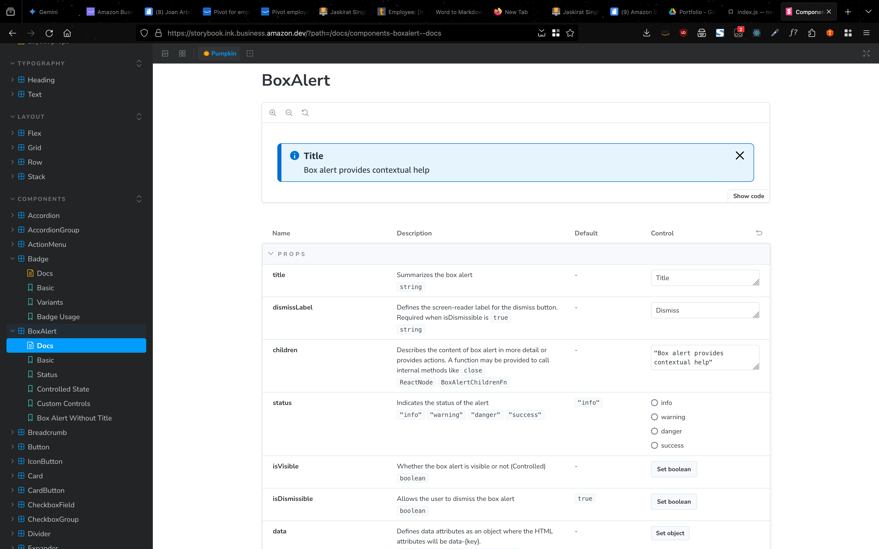 Gemini
Amazon Bus
(8) Joan Arm
Pivot for em
Pivot employ
Jaskirat Sing
Employee: (
Word to Markdow
New Tab
Jaskirat Sing
(9) Amazon
Portfolio - G
index.js — n
Compone
https://storybook.ink.business.amazon.dev/?path=/docs/components-boxalert--docs
Pumpkin
TYPOGRAPHY
Heading
Text
LAYOUT
Flex
Grid
Row
Stack
COMPONENTS
Accordion
AccordionGroup
ActionMenu
Badge
Docs
Basic
Variants
Badge Usage
BoxAlert
Docs
Basic
Status
Controlled State
Custom Controls
Box Alert Without Title
Breadcrumb
Button
IconButton
Card
CardButton
CheckboxField
CheckboxGroup
Divider
Expander
BoxAlert
Title
Box alert provides contextual help
Show code
Name Description Default Control
PROPS
title Summarizes the box alert - Title
string
dismissLabel Defines the screen-reader label for the dismiss button. - Dismiss
Required when isDismissible is true
string
children Describes the content of box alert in more detail or - "Box alert provides
provides actions. A function may be provided to call contextual help"
internal methods like close
ReactNode BoxAlertChildrenFn
status Indicates the status of the alert "info" info
"info" "warning" "danger" "success" warning
danger
success
isVisible Whether the box alert is visible or not (Controlled) - Set boolean
boolean
isDismissible Allows the user to dismiss the box alert true Set boolean
boolean
data Defines data attributes as an object where the HTML - Set object
attributes will be data-{key}.